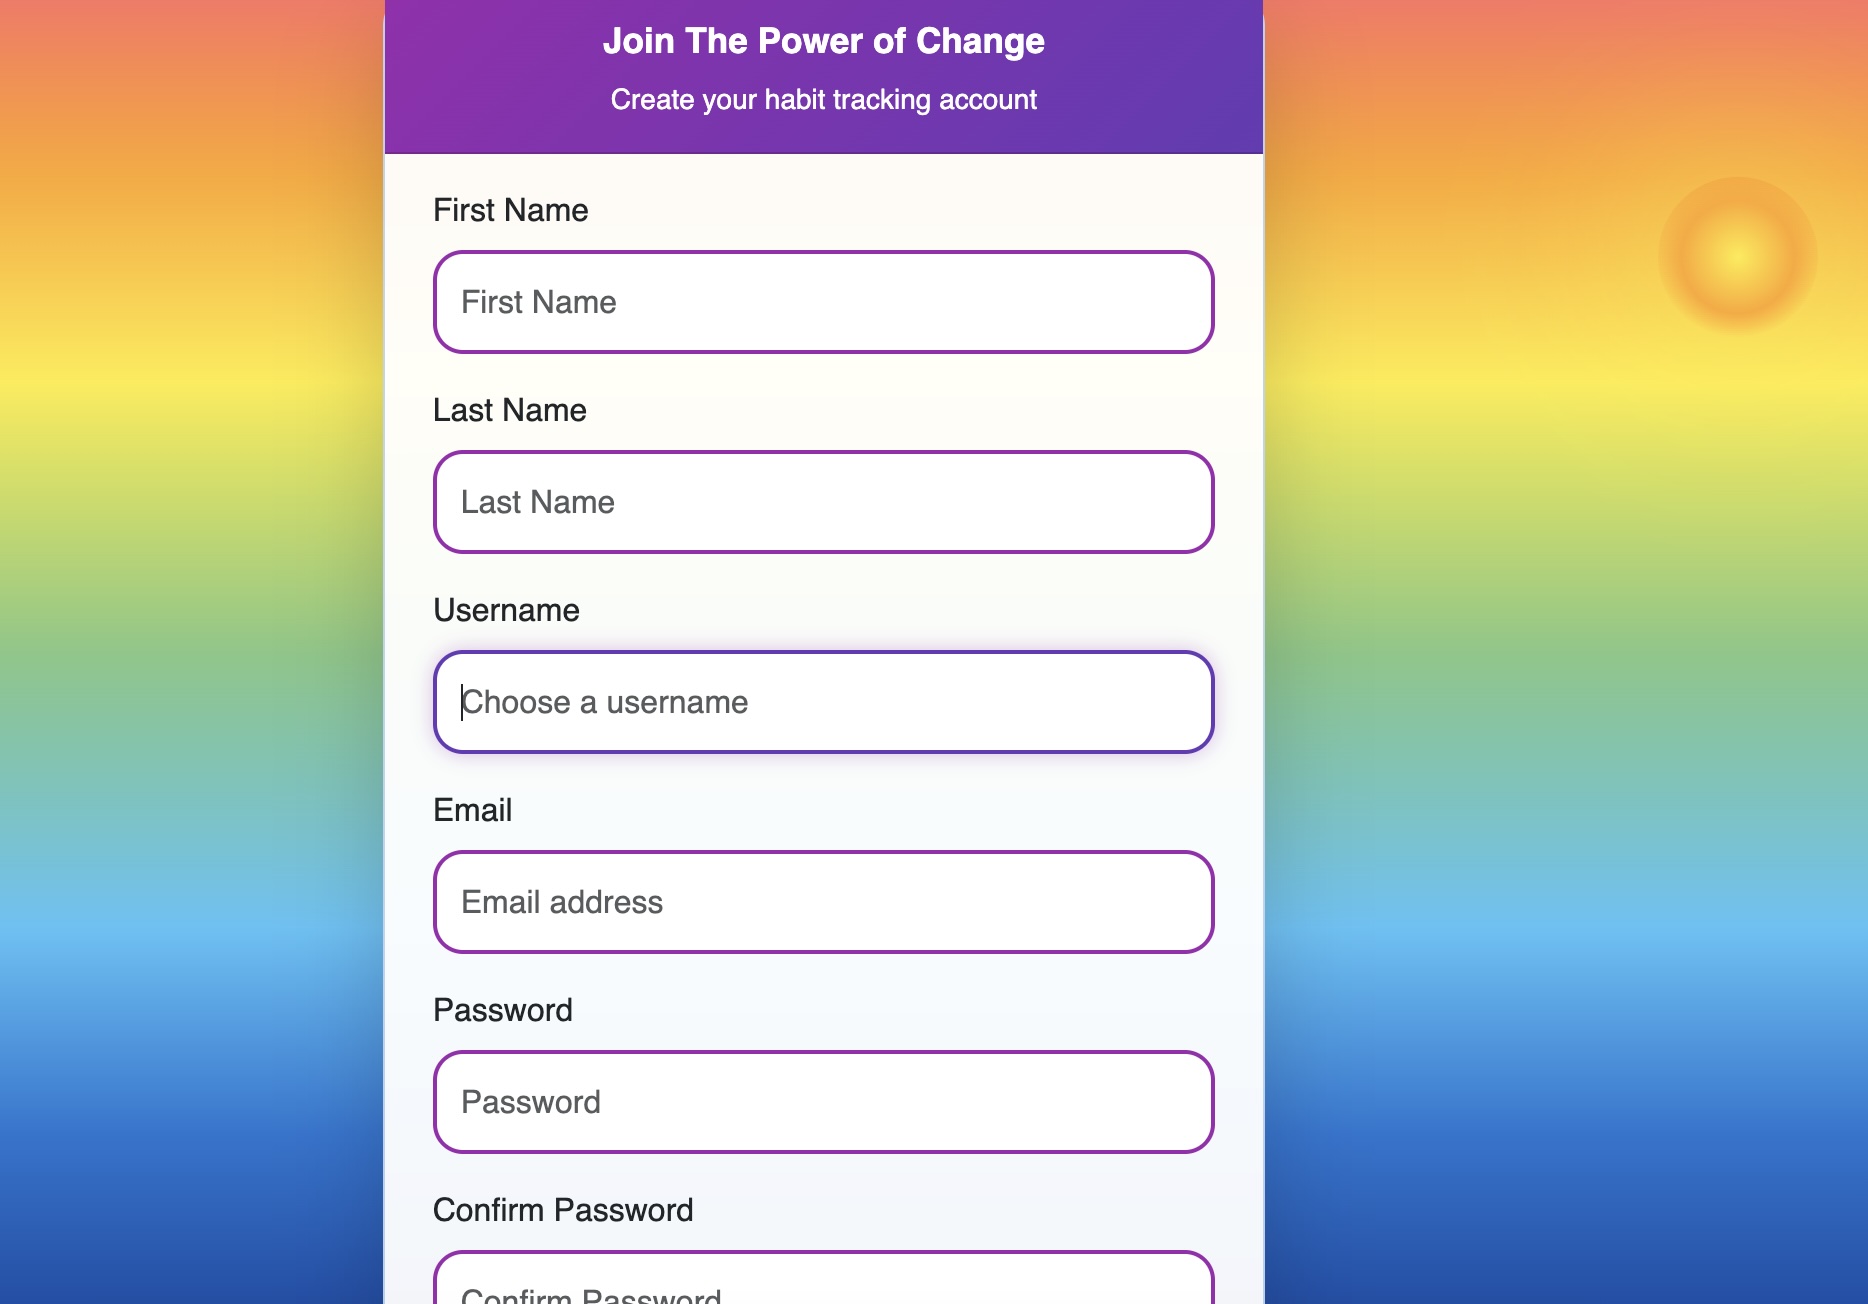 Join The Power of Change
Create your habit tracking account
First Name
First Name
Last Name
Last Name
Username
Choose a username
Email
Email address
Password
Password
Confirm Password
Confirm Password